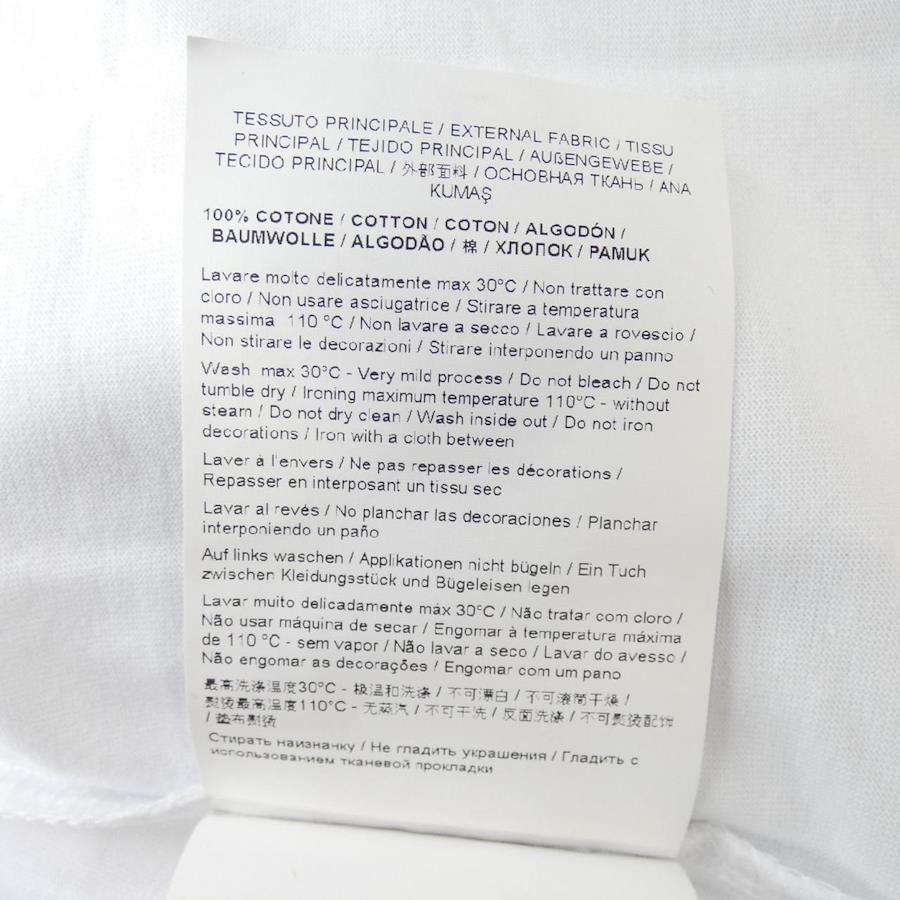 TESSUTO PRINCIPALE / EXTERNAL FABRIC / TISSU
PRINCIPAL / TEJIDO PRINCIPAL / AUßENGEWEBE /
TECIDO PRINCIPAL / 外部面料 / ОСНОВНАЯ ТКАНЬ / ANA
KUMAŞ
100% COTONE / COTTON / COTON / ALGODÓN /
BAUMWOLLE / ALGODÃO / 棉 / ХЛОПОК / PAMUK
Lavare molto delicatamente max 30°C / Non trattare con
cloro / Non usare asciugatrice / Stirare a temperatura
massima 110 °C / Non lavare a secco / Lavare a rovescio /
Non stirare le decorazioni / Stirare interponendo un panno
Wash max 30°C - Very mild process / Do not bleach / Do not
tumble dry / Ironing maximum temperature 110°C - without
steam / Do not dry clean / Wash inside out / Do not iron
decorations / Iron with a cloth between
Laver à l'envers / Ne pas repasser les décorations /
Repasser en interposant un tissu sec
Lavar al revés / No planchar las decoraciones / Planchar
interponiendo un paño
Auf links waschen / Applikationen nicht bügeln / Ein Tuch
zwischen Kleidungsstück und Bügeleisen legen
Lavar muito delicadamente máx 30°C / Não tratar com cloro /
Não usar máquina de secar / Engomar à temperatura máxima
de 110 °C - sem vapor / Não lavar a seco / Lavar do avesso /
Não engomar as decorações / Engomar com um pano
最高洗涤温度30°C - 极温和洗涤 / 不可漂白 / 不可滚筒干燥 /
熨烫最高温度110°C - 无蒸汽 / 不可干洗 / 反面洗涤 / 不可熨烫配饰
/ 垫布熨烫
Стирать наизнанку / Не гладить украшения / Гладить с
использованием тканевой прокладки